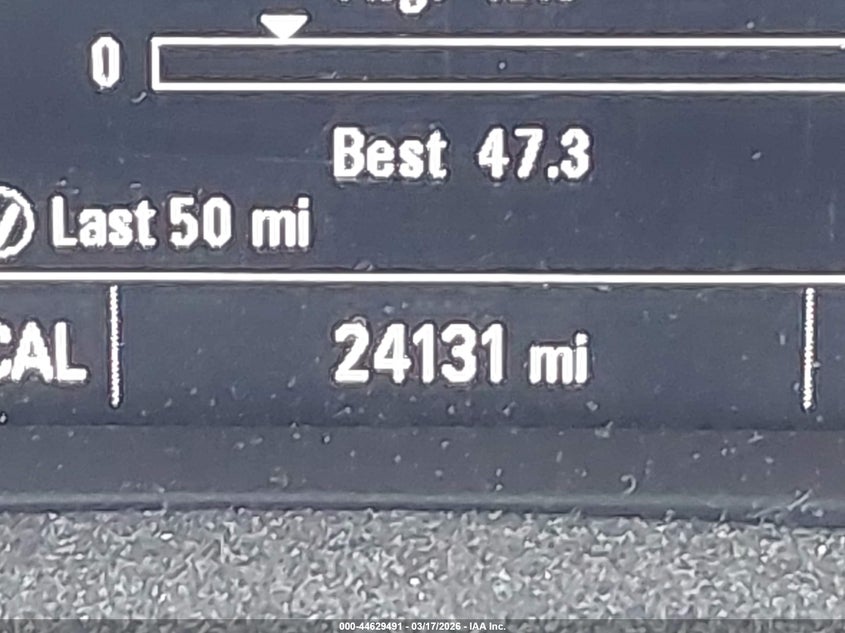 0
Best 47.3
Last 50 mi
CAL 24131 mi
000-44629491 - 03/17/2026 - IAA Inc.